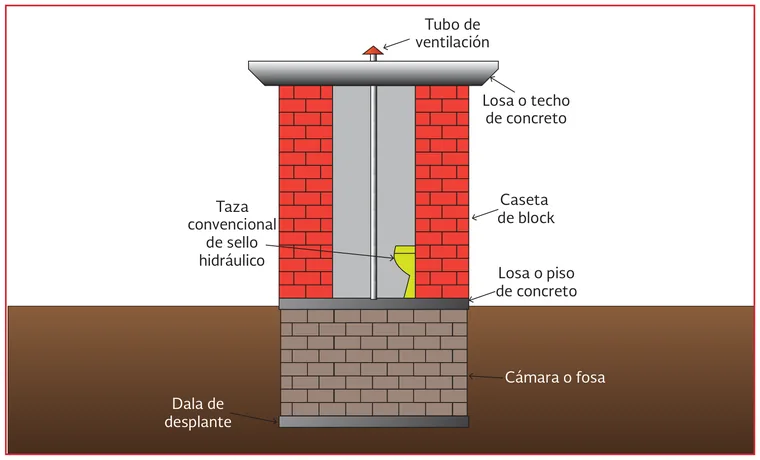 Tubo de
ventilación
Losa o techo
de concreto
Caseta
de block
Taza
convencional
de sello
hidráulico
Losa o piso
de concreto
Cámara o fosa
Dala de
desplante